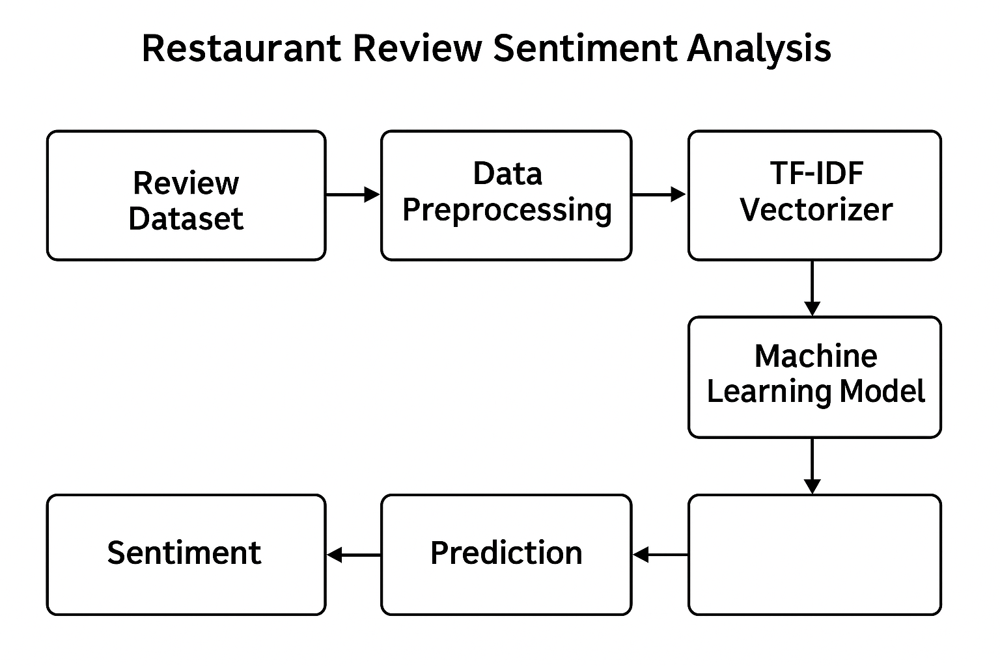 Restaurant Review Sentiment Analysis
Review
Dataset
Data
Preprocessing
TF-IDF
Vectorizer
Machine
Learning Model
Sentiment
Prediction